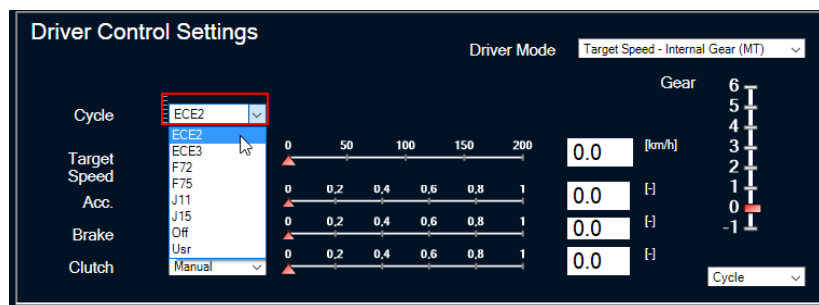 Driver Control Settings
Driver Mode Target Speed - Internal Gear (MT)
Gear
6
5
4
3
2
1
0
-1
Cycle ECE2
ECE2
ECE3
F72
F75
J11
J15
Off
Usr
Target
Speed
0 50 100 150 200
0.0 [km/h]
Acc.
0 0,2 0,4 0,6 0,8 1
0.0 [-]
Brake
0 0,2 0,4 0,6 0,8 1
0.0 [-]
Clutch Manual
0 0,2 0,4 0,6 0,8 1
0.0 [-]
Cycle